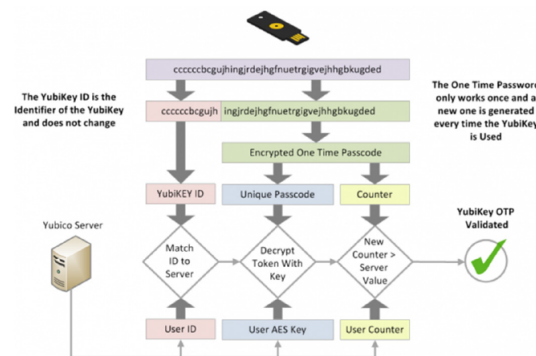 ccccccbcgujhingjrdejhgfnuetrgigvejhhgbkugded
The YubiKey ID is the
Identifier of the YubiKey
and does not change
ccccccbcgujh
ingjrdejhgfnuetrgigvejhhgbkugded
The One Time Password
only works once and a
new one is generated
every time the YubiKey
is Used
Encrypted One Time Passcode
YubiKEY ID
Unique Passcode
Counter
Yubico Server
Match
ID to
Server
Decrypt
Token With
Key
New
Counter >
Server
Value
YubiKey OTP
Validated
User ID
User AES Key
User Counter